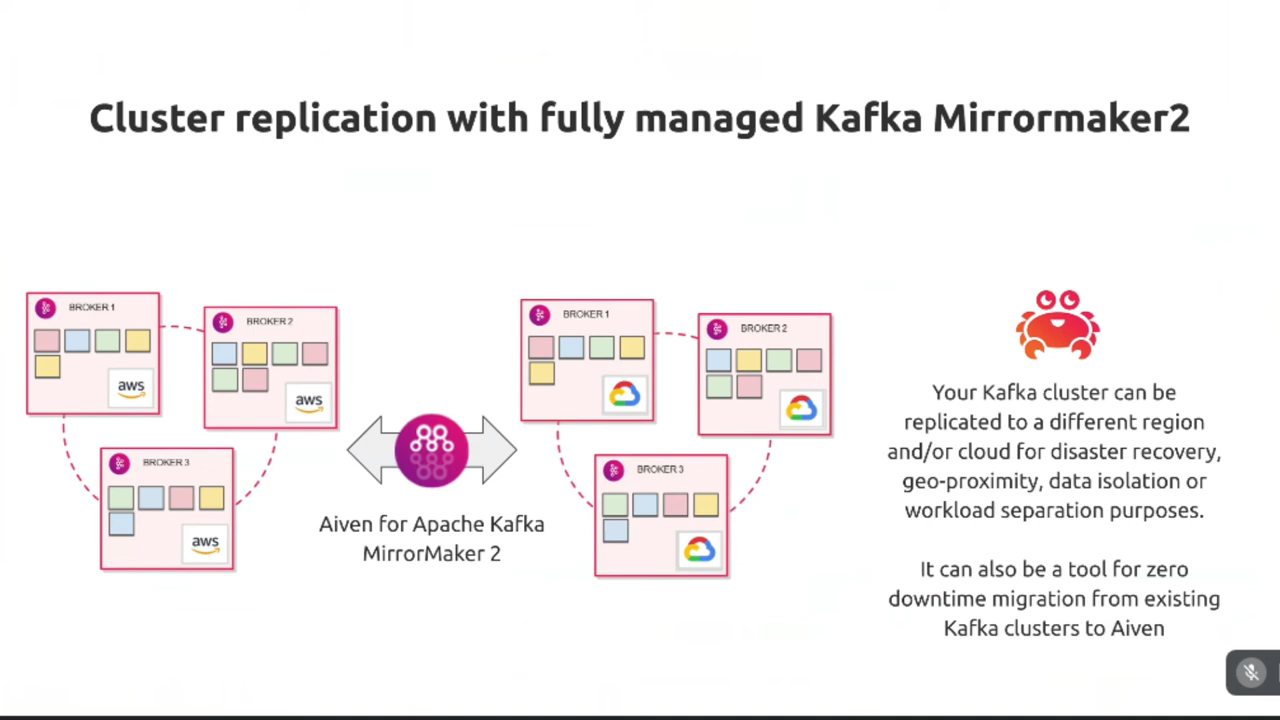 Cluster replication with fully managed Kafka Mirrormaker2
BROKER 1
aws
BROKER 2
aws
BROKER 3
aws
Aiven for Apache Kafka
MirrorMaker 2
BROKER 1
BROKER 2
BROKER 3
Your Kafka cluster can be
replicated to a different region
and/or cloud for disaster recovery,
geo-proximity, data isolation or
workload separation purposes.
It can also be a tool for zero
downtime migration from existing
Kafka clusters to Aiven